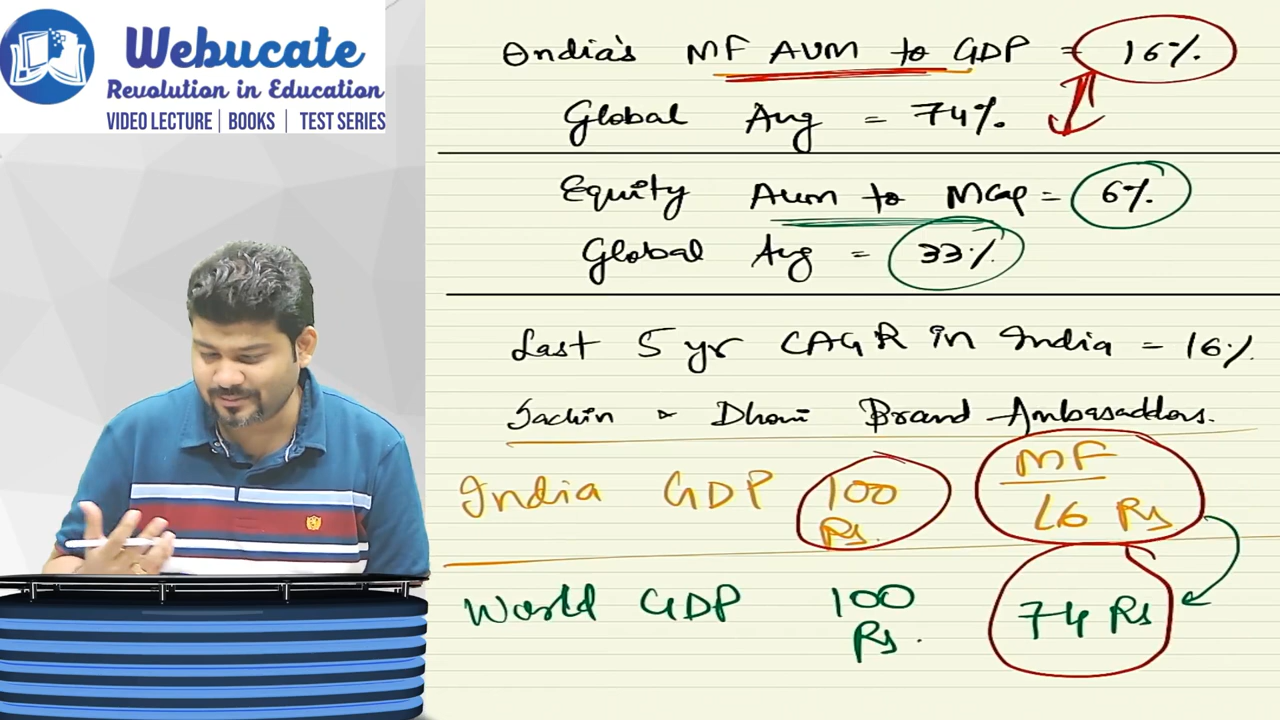 Webucate
Revolution in Education
VIDEO LECTURE | BOOKS | TEST SERIES
India's MF AUM to GDP = 16%.
Global Avg = 74%.
Equity AUM to MCap = 6%.
Global Avg = 33%.
Last 5 yr CAGR in India = 16%.
Sachin & Dhoni Brand Ambasaddors.
India GDP 100 Rs. MF 16 Rs
World GDP 100 Rs. 74 Rs